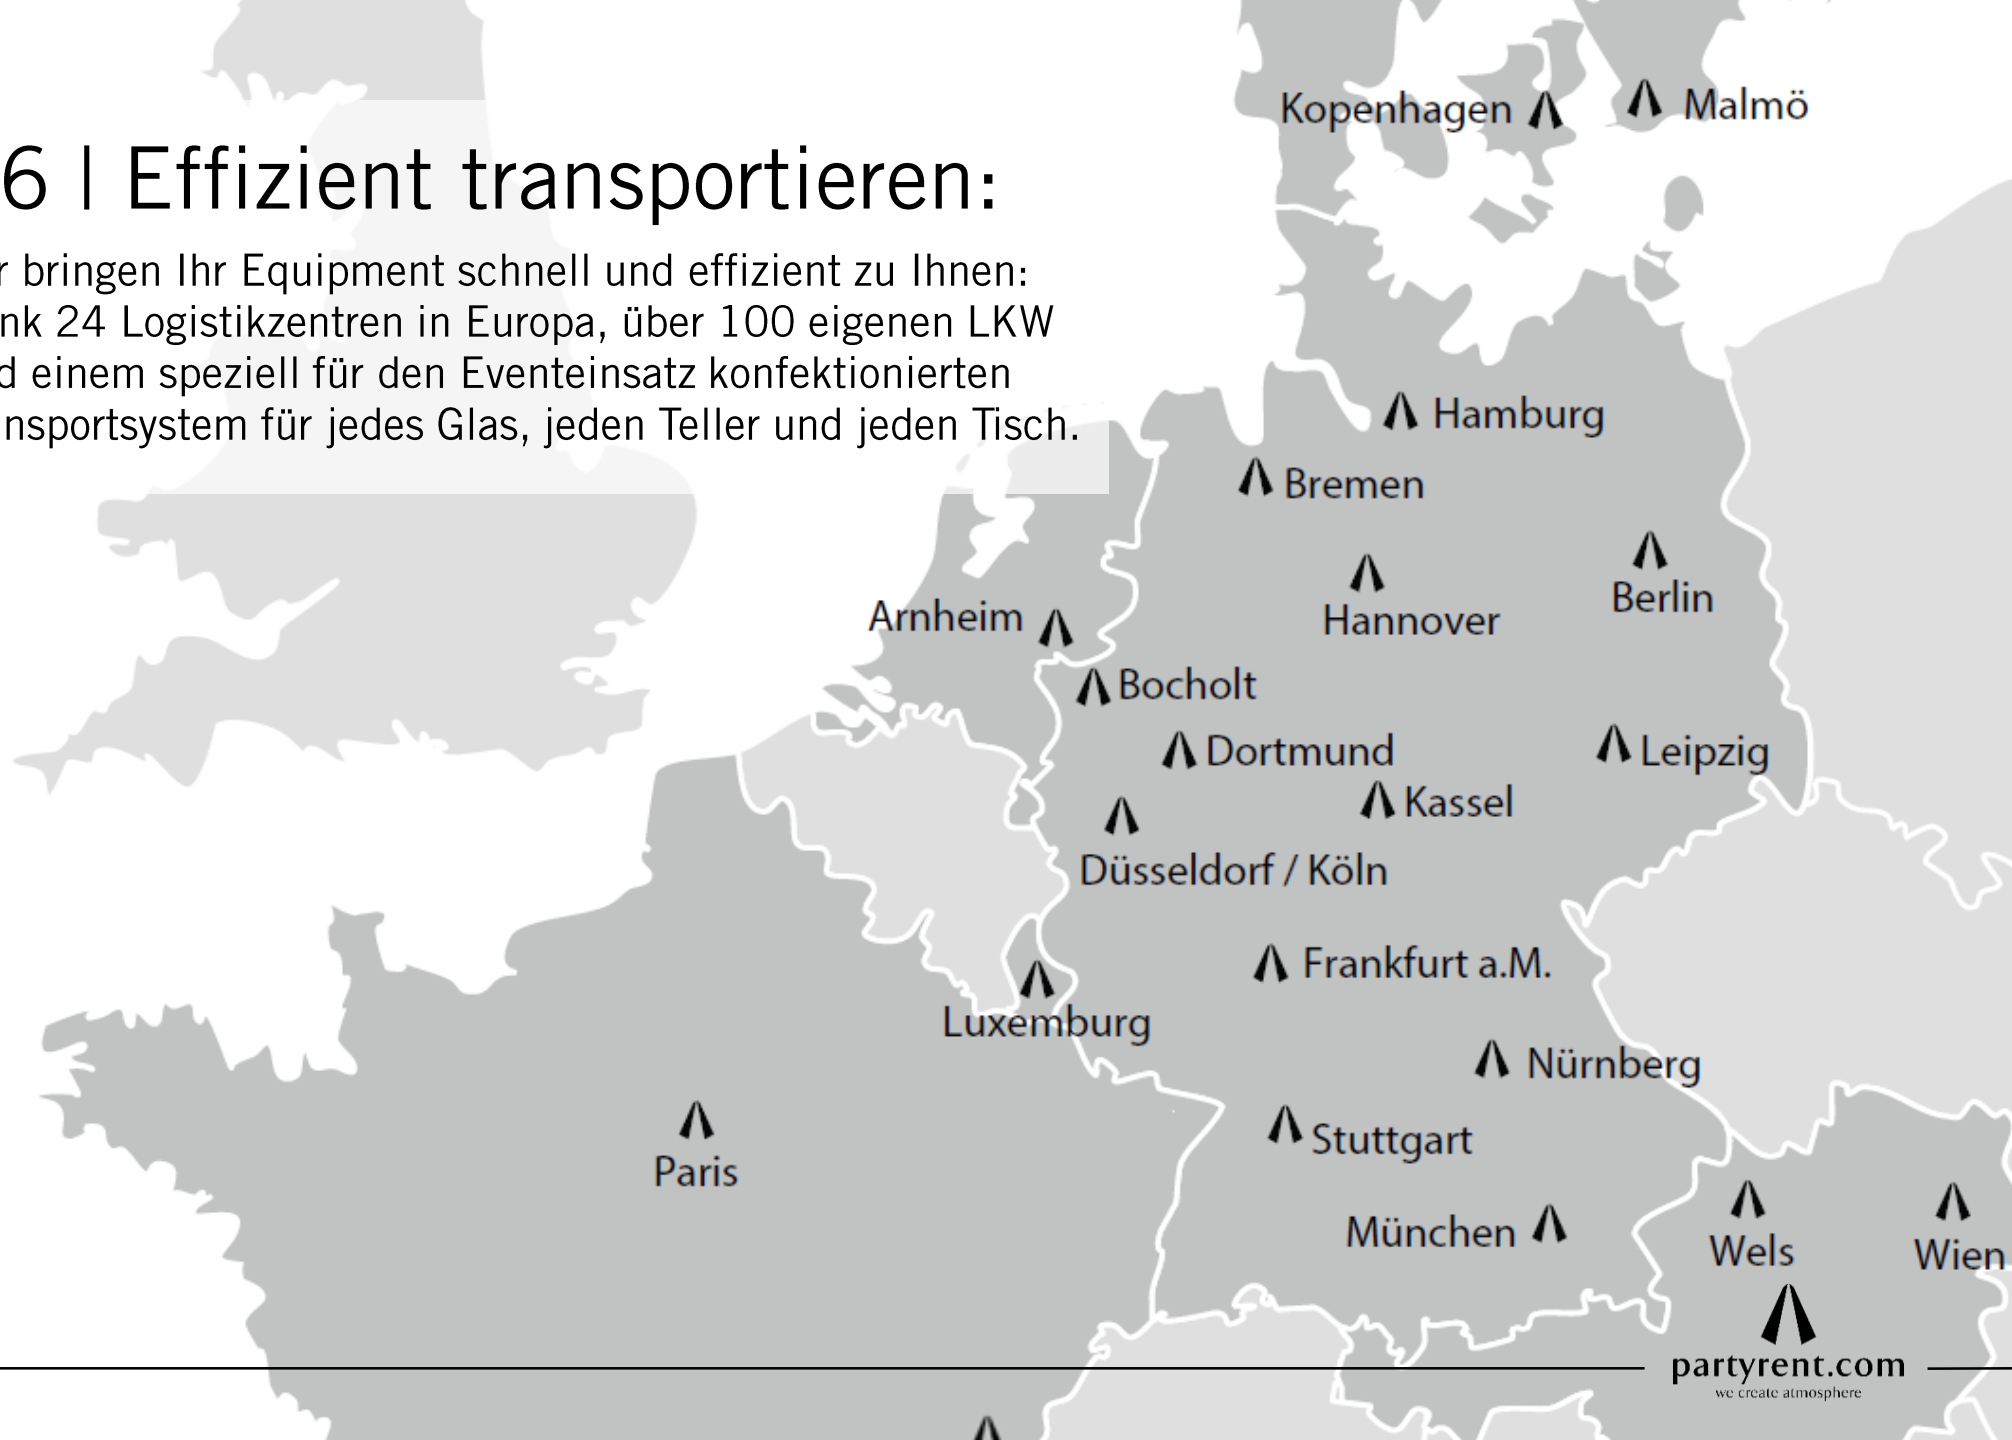 6 | Effizient transportieren:
r bringen Ihr Equipment schnell und effizient zu Ihnen:
nk 24 Logistikzentren in Europa, über 100 eigenen LKW
d einem speziell für den Eventeinsatz konfektionierten
nsportsystem für jedes Glas, jeden Teller und jeden Tisch.
Kopenhagen
Malmö
Hamburg
Bremen
Berlin
Hannover
Arnheim
Bocholt
Dortmund
Leipzig
Kassel
Düsseldorf / Köln
Frankfurt a.M.
Luxemburg
Nürnberg
Stuttgart
Paris
München
Wels
Wien
partyrent.com
we create atmosphere